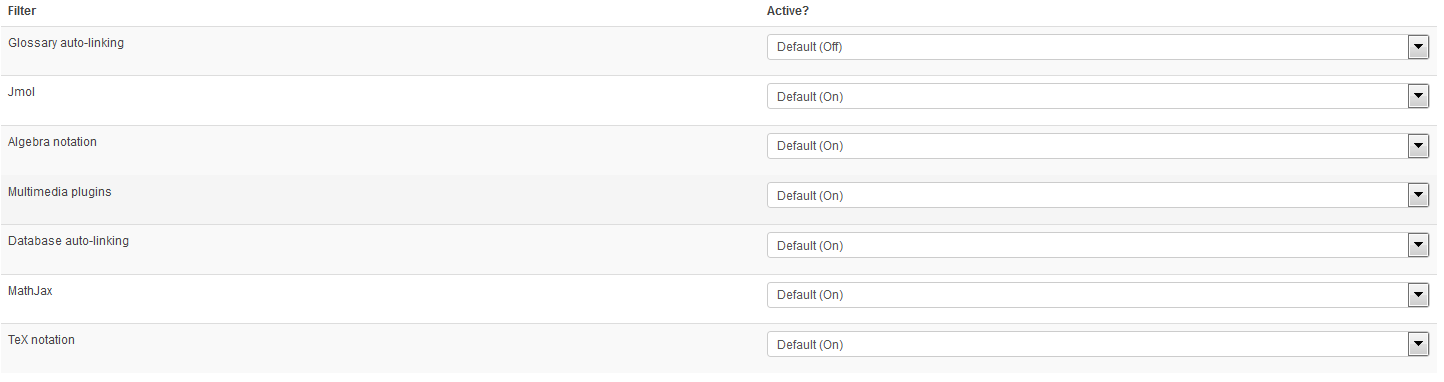 Filter Active?
Glossary auto-linking Default (Off)
Jmol Default (On)
Algebra notation Default (On)
Multimedia plugins Default (On)
Database auto-linking Default (On)
MathJax Default (On)
TeX notation Default (On)